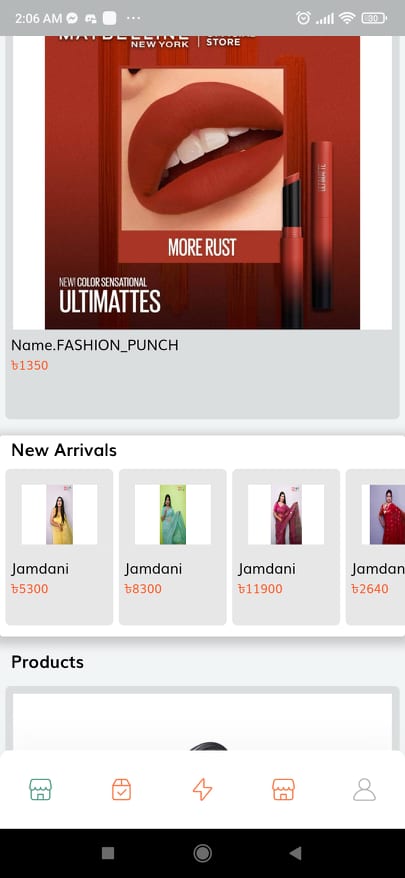 2:06 AM
30
MAYBELLINE
NEW YORK
STORE
MORE RUST
NEW! COLOR SENSATIONAL
ULTIMATTES
Name.FASHION_PUNCH
৳1350
New Arrivals
Jamdani
৳5300
Jamdani
৳8300
Jamdani
৳11900
Jamdan
৳2640
Products